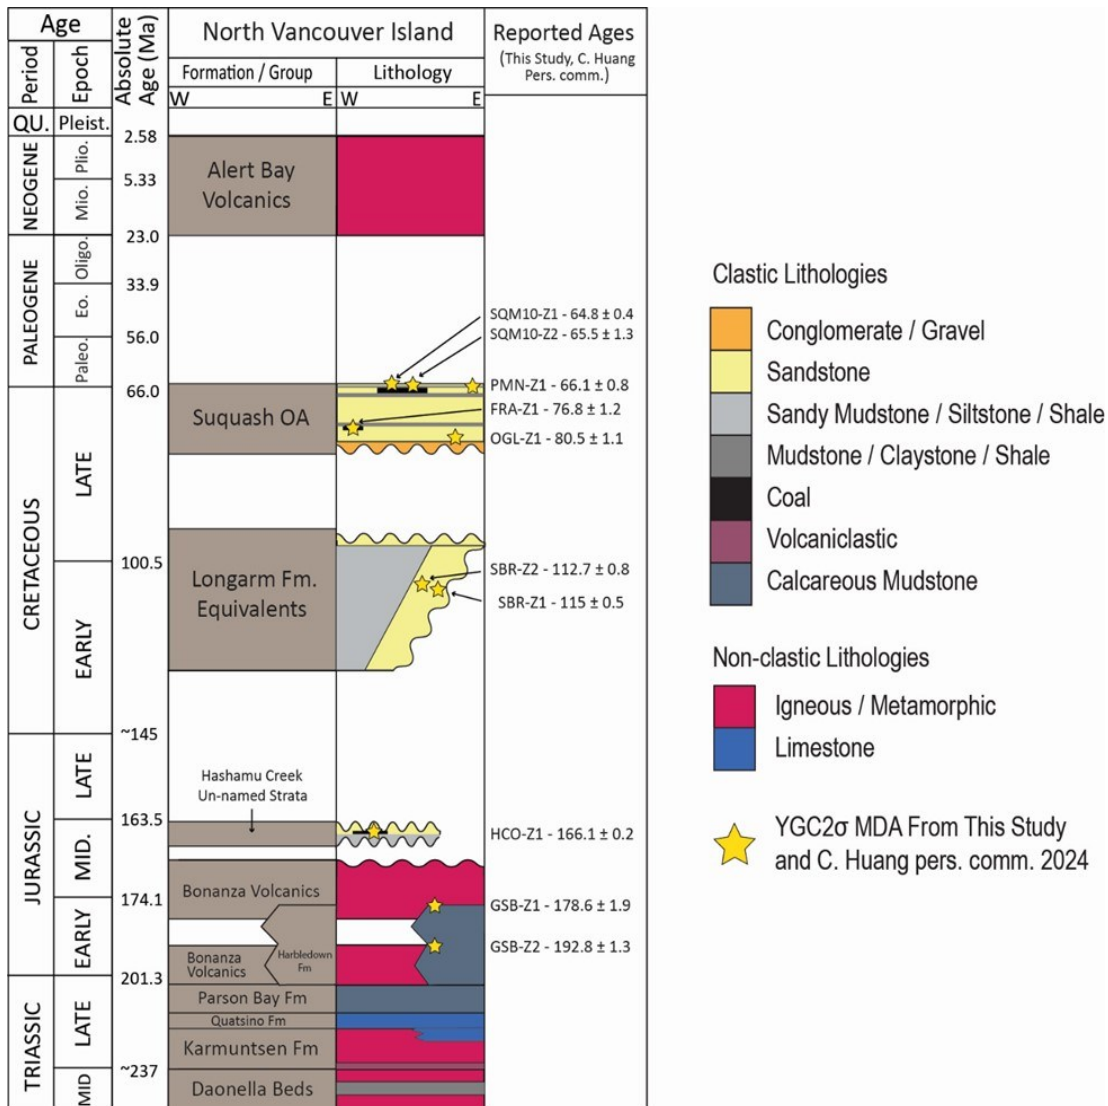 Age
Period
Epoch
Absolute
Age (Ma)
North Vancouver Island
Formation / Group
Lithology
W
E
W
E
Reported Ages
(This Study, C. Huang
Pers. comm.)
QU.
Pleist.
2.58
NEOGENE
Plio.
5.33
Mio.
Alert Bay
Volcanics
23.0
PALEOGENE
Oligo.
33.9
Eo.
56.0
Paleo.
66.0
SQM10-Z1 - 64.8 ± 0.4
SQM10-Z2 - 65.5 ± 1.3
PMN-Z1 - 66.1 ± 0.8
FRA-Z1 - 76.8 ± 1.2
OGL-Z1 - 80.5 ± 1.1
Suquash OA
CRETACEOUS
LATE
100.5
EARLY
Longarm Fm.
Equivalents
SBR-Z2 - 112.7 ± 0.8
SBR-Z1 - 115 ± 0.5
~145
JURASSIC
LATE
Hashamu Creek
Un-named Strata
163.5
MID.
HCO-Z1 - 166.1 ± 0.2
174.1
Bonanza Volcanics
GSB-Z1 - 178.6 ± 1.9
EARLY
GSB-Z2 - 192.8 ± 1.3
Bonanza
Volcanics
Harbledown
Fm
201.3
TRIASSIC
LATE
Parson Bay Fm
Quatsino Fm
Karmuntsen Fm
~237
MID
Daonella Beds
Clastic Lithologies
Conglomerate / Gravel
Sandstone
Sandy Mudstone / Siltstone / Shale
Mudstone / Claystone / Shale
Coal
Volcaniclastic
Calcareous Mudstone
Non-clastic Lithologies
Igneous / Metamorphic
Limestone
YGC2σ MDA From This Study
and C. Huang pers. comm. 2024